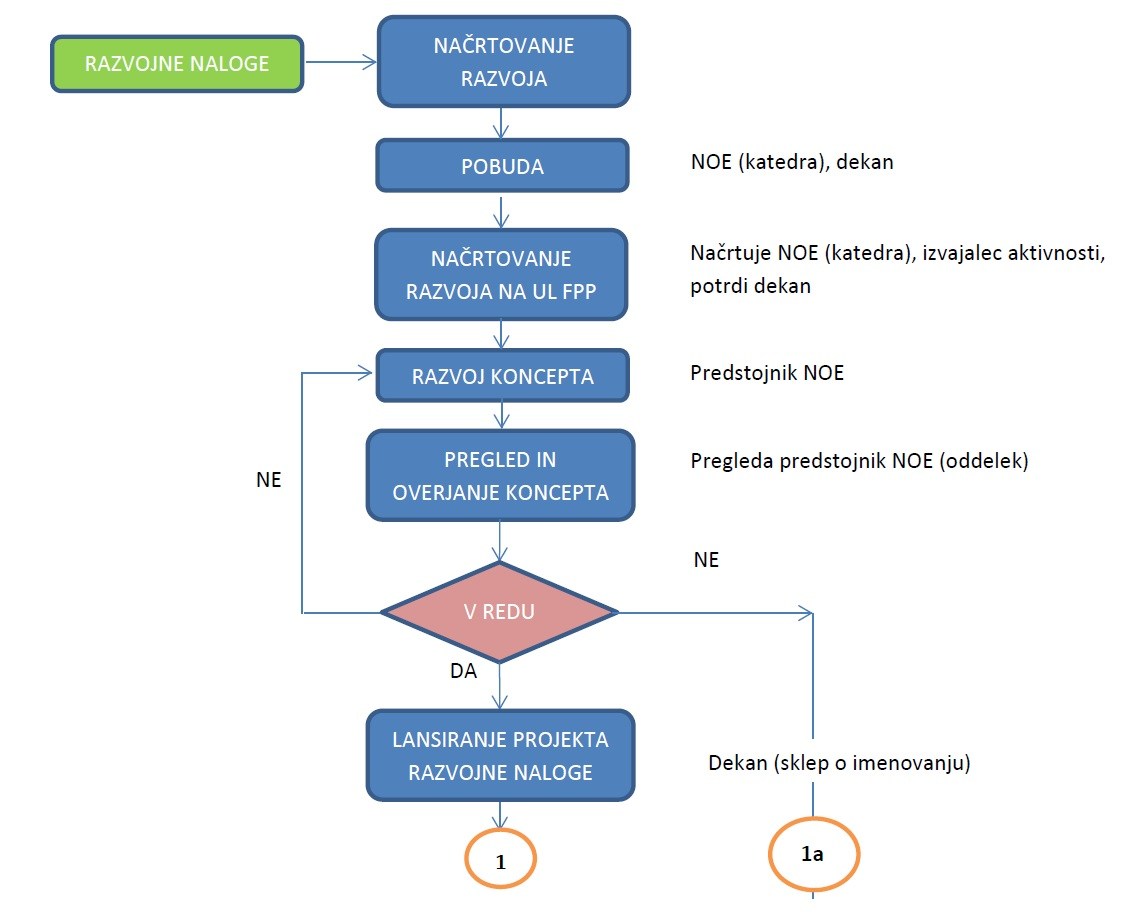 RAZVOJNE NALOGE
NAČRTOVANJE
RAZVOJA
POBUDA
NOE (katedra), dekan
NAČRTOVANJE
RAZVOJA NA UL FPP
Načrtuje NOE (katedra), izvajalec aktivnosti,
potrdi dekan
RAZVOJ KONCEPTA
Predstojnik NOE
PREGLED IN
OVERJANJE KONCEPTA
Pregleda predstojnik NOE (oddelek)
NE
NE
V REDU
DA
LANSIRANJE PROJEKTA
RAZVOJNE NALOGE
Dekan (sklep o imenovanju)
1
1a